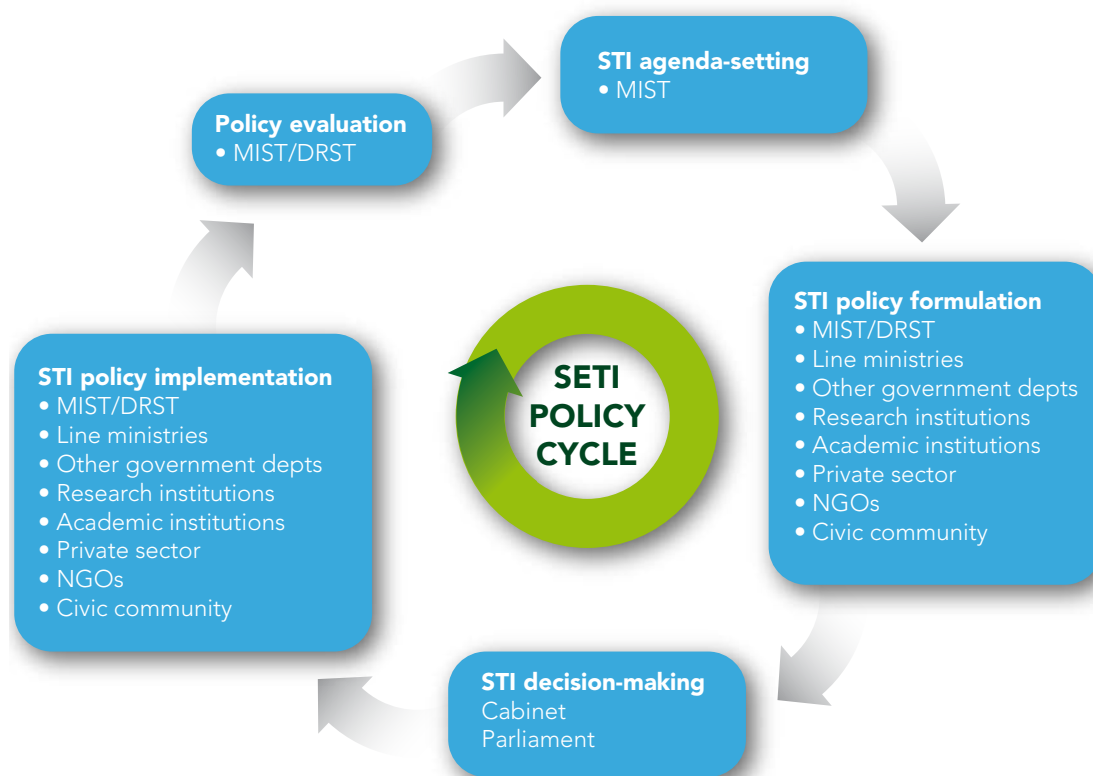 STI agenda-setting
• MIST
Policy evaluation
• MIST/DRST
STI policy formulation
• MIST/DRST
• Line ministries
• Other government depts
• Research institutions
• Academic institutions
• Private sector
• NGOs
• Civic community
SETI
POLICY
CYCLE
STI policy implementation
• MIST/DRST
• Line ministries
• Other government depts
• Research institutions
• Academic institutions
• Private sector
• NGOs
• Civic community
STI decision-making
Cabinet
Parliament